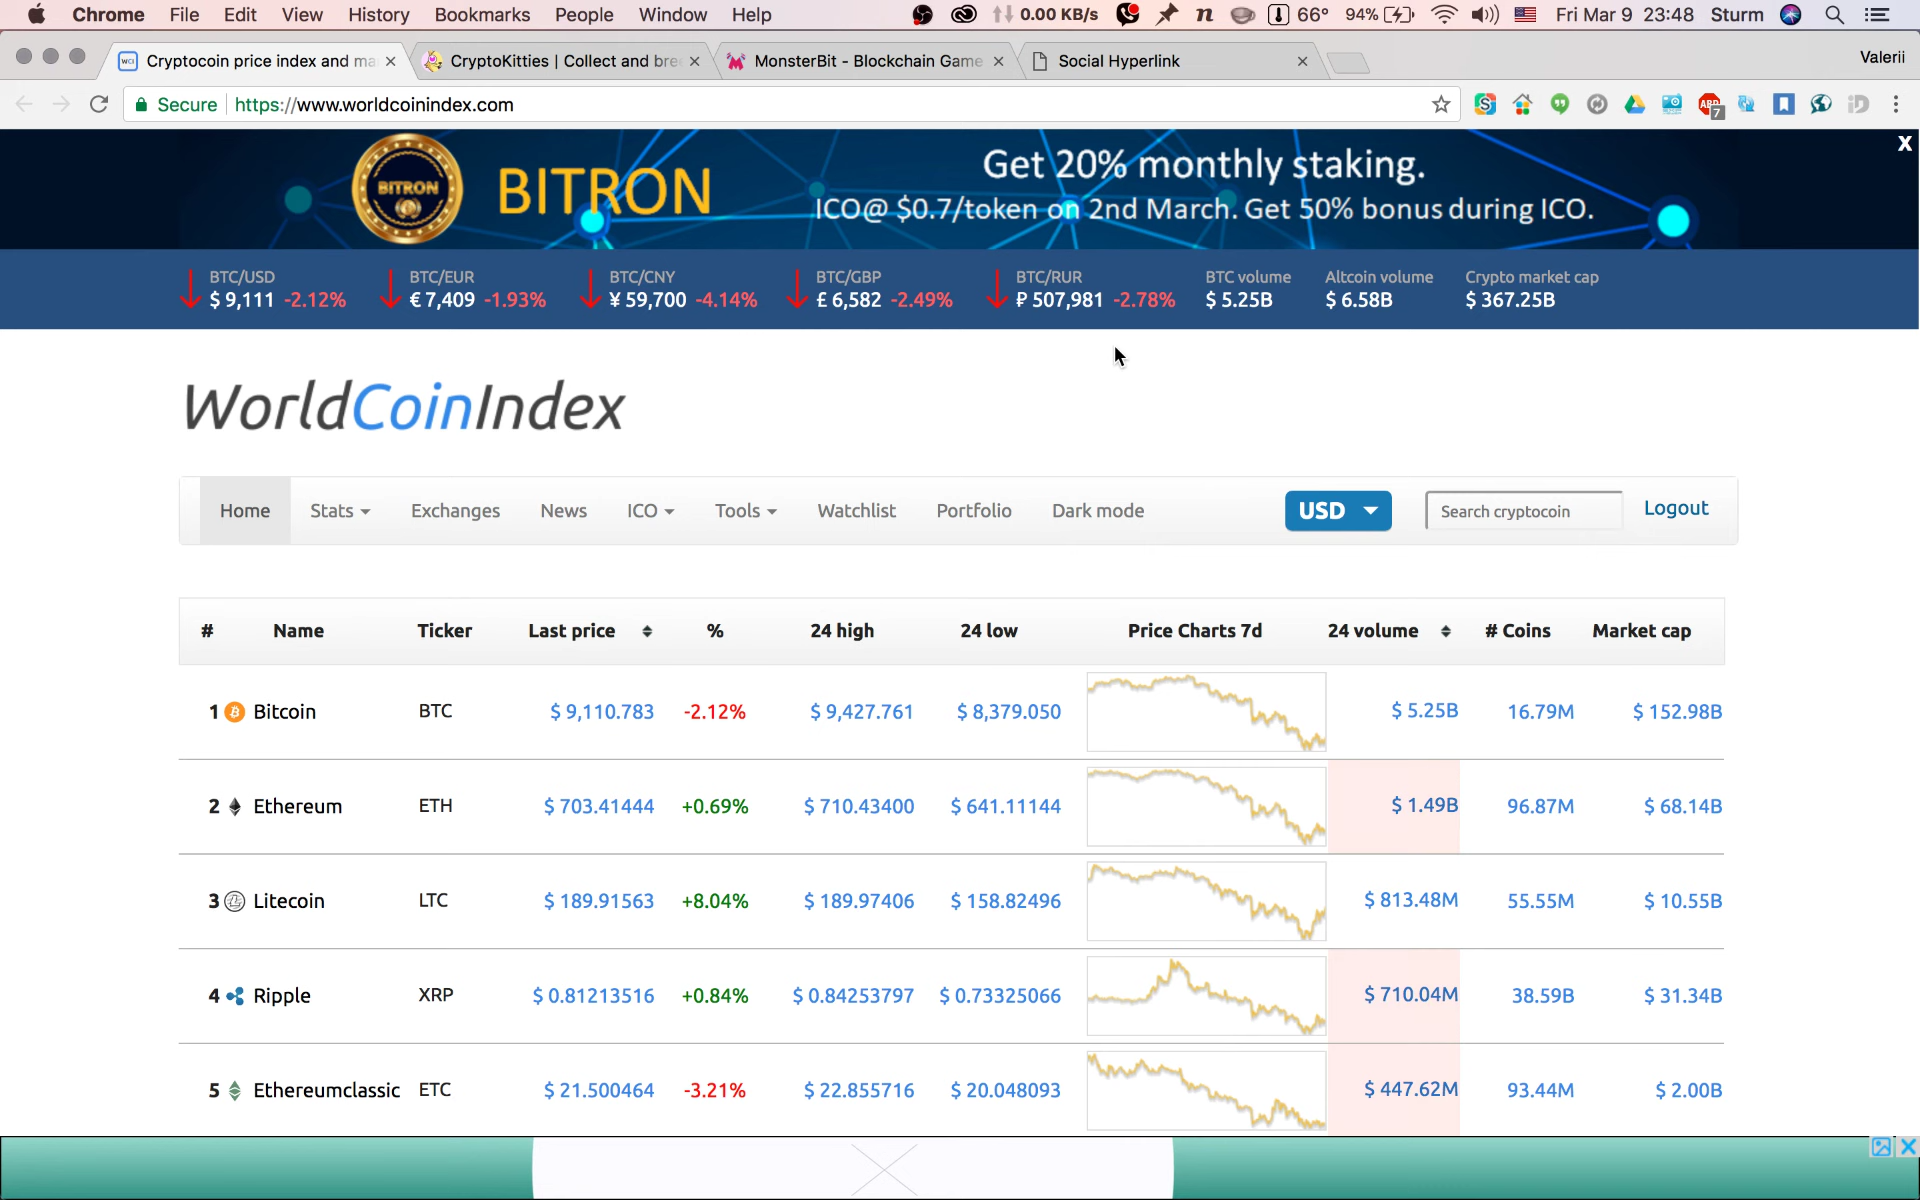 Chrome File Edit View History Bookmarks People Window Help 0.00 KB/s 66° 94% Fri Mar 9 23:48 Sturm
Cryptocoin price index and ma CryptoKitties | Collect and bre MonsterBit - Blockchain Game Social Hyperlink Valerii
Secure https://www.worldcoinindex.com ABP 7
BITRON BITRON Get 20% monthly staking. X
ICO@ $0.7/token on 2nd March. Get 50% bonus during ICO.
BTC/USD BTC/EUR BTC/CNY BTC/GBP BTC/RUR BTC volume Altcoin volume Crypto market cap
$ 9,111 -2.12% € 7,409 -1.93% ¥ 59,700 -4.14% £ 6,582 -2.49% ₽ 507,981 -2.78% $ 5.25B $ 6.58B $ 367.25B
WorldCoinIndex
Home Stats Exchanges News ICO Tools Watchlist Portfolio Dark mode USD Search cryptocoin Logout
# Name Ticker Last price % 24 high 24 low Price Charts 7d 24 volume # Coins Market cap
1 Bitcoin BTC $ 9,110.783 -2.12% $ 9,427.761 $ 8,379.050 $ 5.25B 16.79M $ 152.98B
2 Ethereum ETH $ 703.41444 +0.69% $ 710.43400 $ 641.11144 $ 1.49B 96.87M $ 68.14B
3 Litecoin LTC $ 189.91563 +8.04% $ 189.97406 $ 158.82496 $ 813.48M 55.55M $ 10.55B
4 Ripple XRP $ 0.81213516 +0.84% $ 0.84253797 $ 0.73325066 $ 710.04M 38.59B $ 31.34B
5 Ethereumclassic ETC $ 21.500464 -3.21% $ 22.855716 $ 20.048093 $ 447.62M 93.44M $ 2.00B